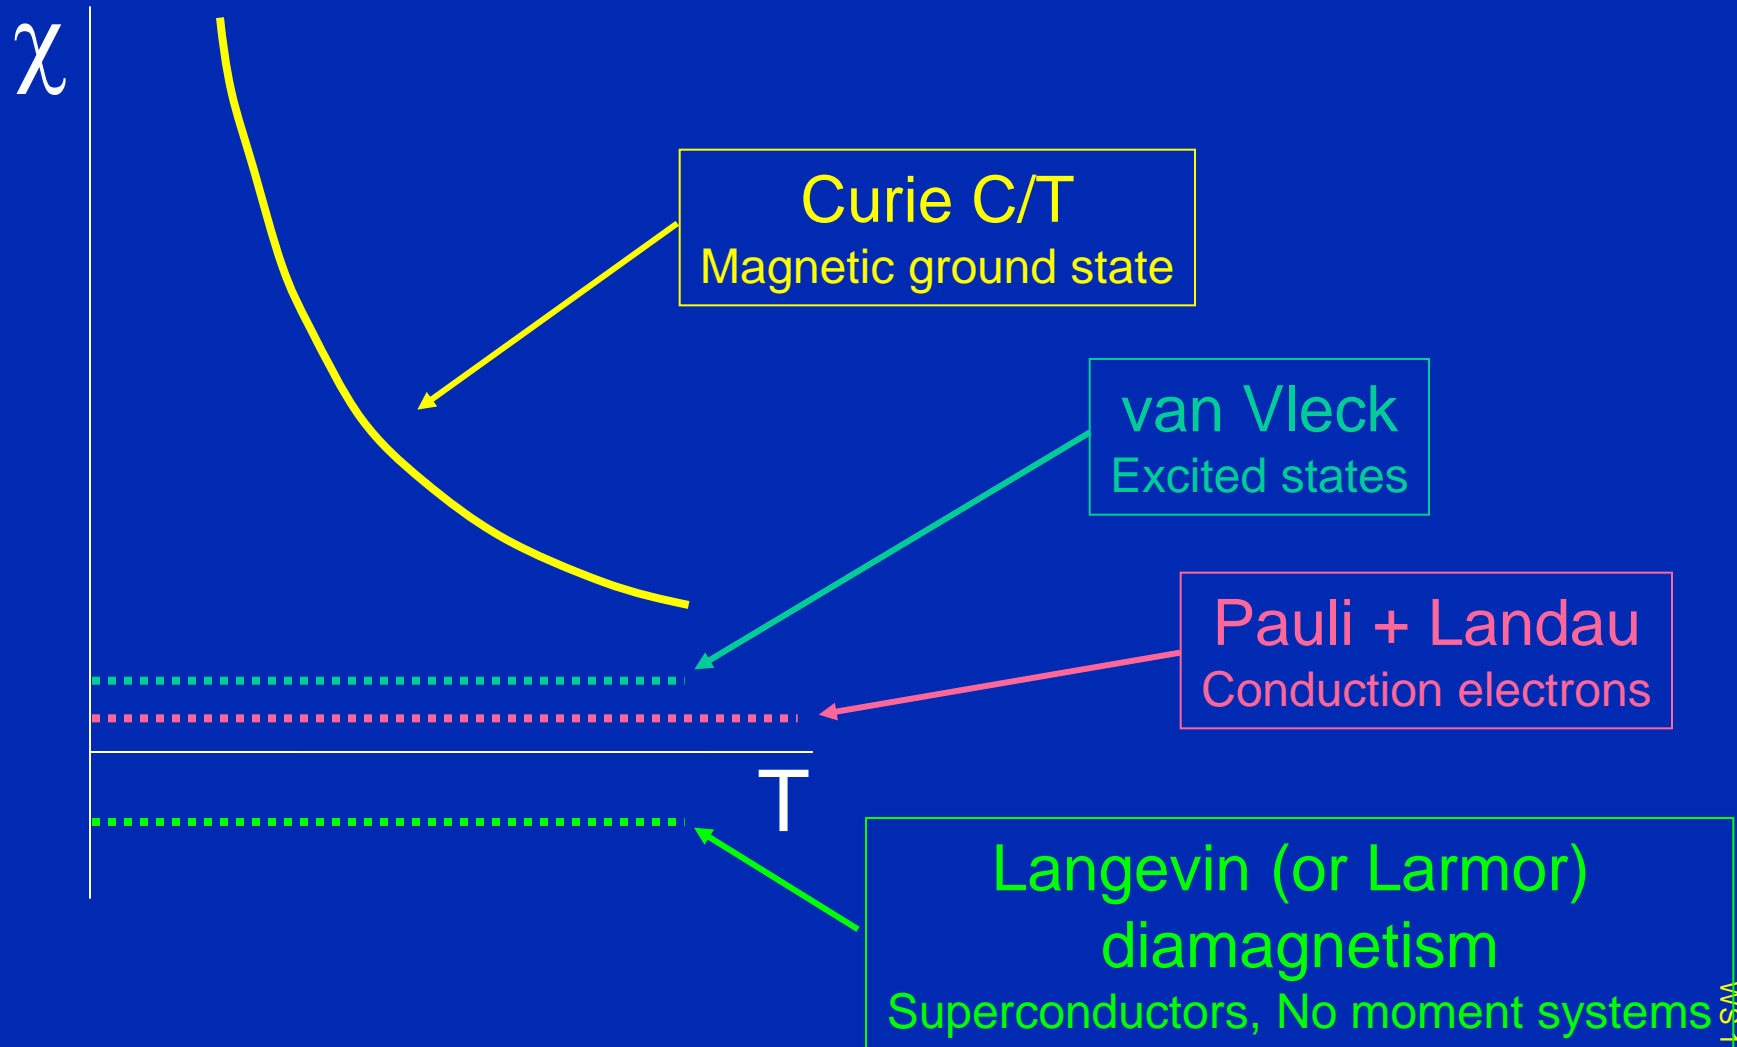 χ
Curie C/T
Magnetic ground state
van Vleck
Excited states
Pauli + Landau
Conduction electrons
T
Langevin (or Larmor)
diamagnetism
Superconductors, No moment systems